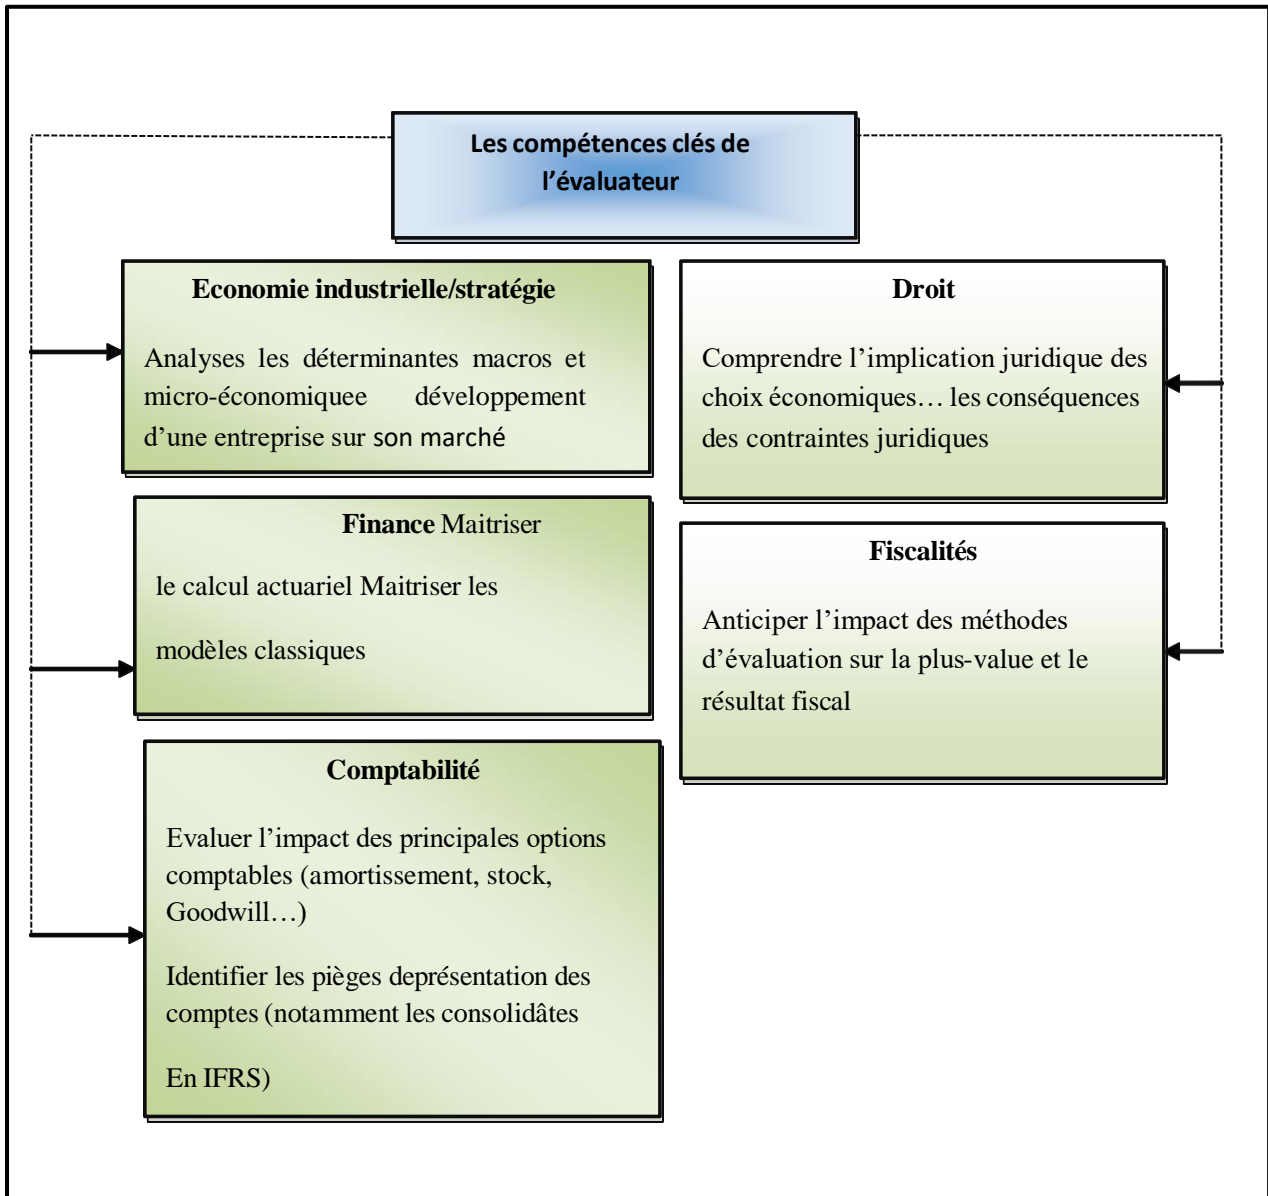 Les compétences clés de
l’évaluateur
Economie industrielle/stratégie
Analyses les déterminantes macros et
micro-économiquee développement
d’une entreprise sur son marché
Finance Maitriser
le calcul actuariel Maitriser les
modèles classiques
Comptabilité
Evaluer l’impact des principales options
comptables (amortissement, stock,
Goodwill…)
Identifier les pièges deprésentation des
comptes (notamment les consolidâtes
En IFRS)
Droit
Comprendre l’implication juridique des
choix économiques… les conséquences
des contraintes juridiques
Fiscalités
Anticiper l’impact des méthodes
d’évaluation sur la plus-value et le
résultat fiscal